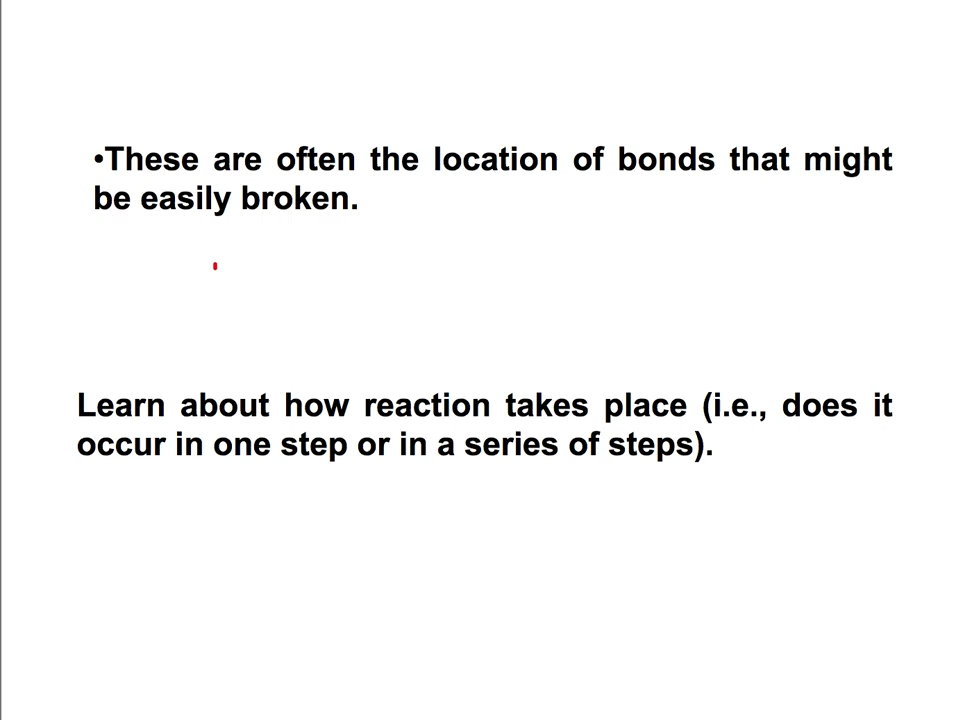 •These are often the location of bonds that might
be easily broken.
Learn about how reaction takes place (i.e., does it
occur in one step or in a series of steps).